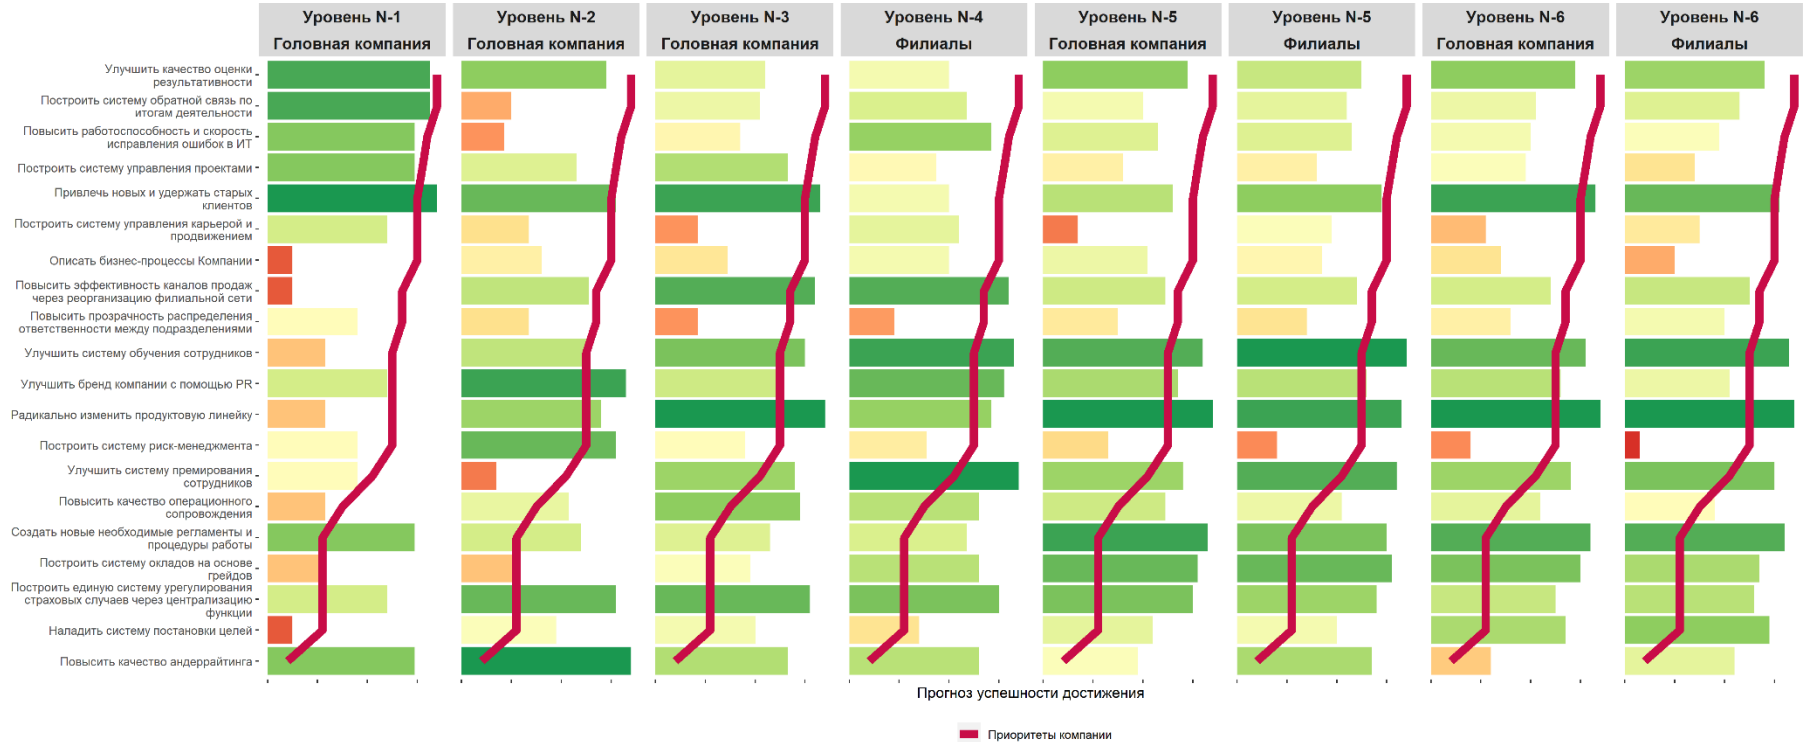 Уровень N-1
Головная компания
Уровень N-2
Головная компания
Уровень N-3
Головная компания
Уровень N-4
Филиалы
Уровень N-5
Головная компания
Уровень N-5
Филиалы
Уровень N-6
Головная компания
Уровень N-6
Филиалы
Улучшить качество оценки
результативности
Построить систему обратной связь по
итогам деятельности
Повысить работоспособность и скорость
исправления ошибок в ИТ
Построить систему управления проектами
Привлечь новых и удержать старых
клиентов
Построить систему управления карьерой и
продвижением
Описать бизнес-процессы Компании
Повысить эффективность каналов продаж
через реорганизацию филиальной сети
Повысить прозрачность распределения
ответственности между подразделениями
Улучшить систему обучения сотрудников
Улучшить бренд компании с помощью PR
Радикально изменить продуктовую линейку
Построить систему риск-менеджмента
Улучшить систему премирования
сотрудников
Повысить качество операционного
сопровождения
Создать новые необходимые регламенты и
процедуры работы
Построить систему окладов на основе
грейдов
Построить единую систему урегулирования
страховых случаев через централизацию
функции
Наладить систему постановки целей
Повысить качество андеррайтинга
Прогноз успешности достижения
Приоритеты компании